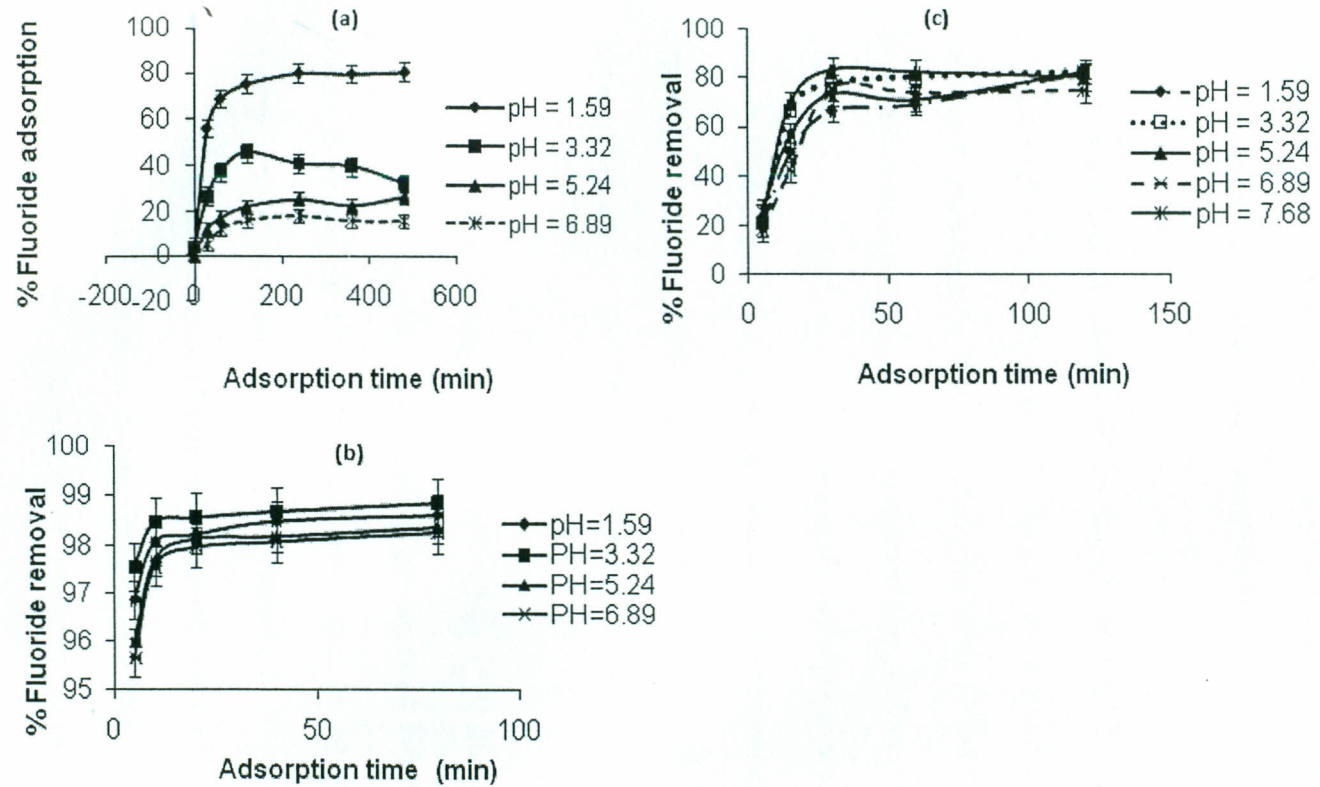 (a)
100
80
60
40
20
0
-20
-200
0
200
400
600
% Fluoride adsorption
Adsorption time (min)
pH = 1.59
pH = 3.32
pH = 5.24
pH = 6.89
(c)
100
80
60
40
20
0
0
50
100
150
% Fluoride removal
Adsorption time (min)
pH = 1.59
pH = 3.32
pH = 5.24
pH = 6.89
pH = 7.68
(b)
100
99
98
97
96
95
0
50
100
% Fluoride removal
Adsorption time (min)
pH=1.59
PH=3.32
PH=5.24
PH=6.89